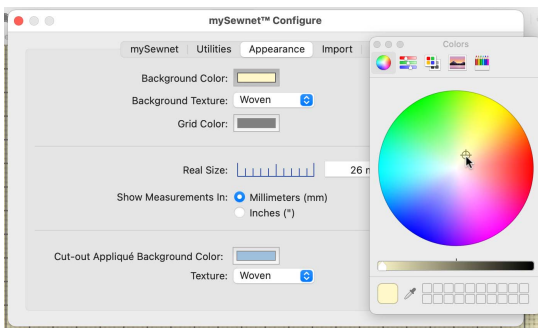 mySewnet™ Configure
mySewnet Utilities Appearance Import
Background Color:
Background Texture: Woven
Grid Color:
Real Size: 26
Show Measurements In: Millimeters (mm)
Inches (")
Cut-out Appliqué Background Color:
Texture: Woven
Colors